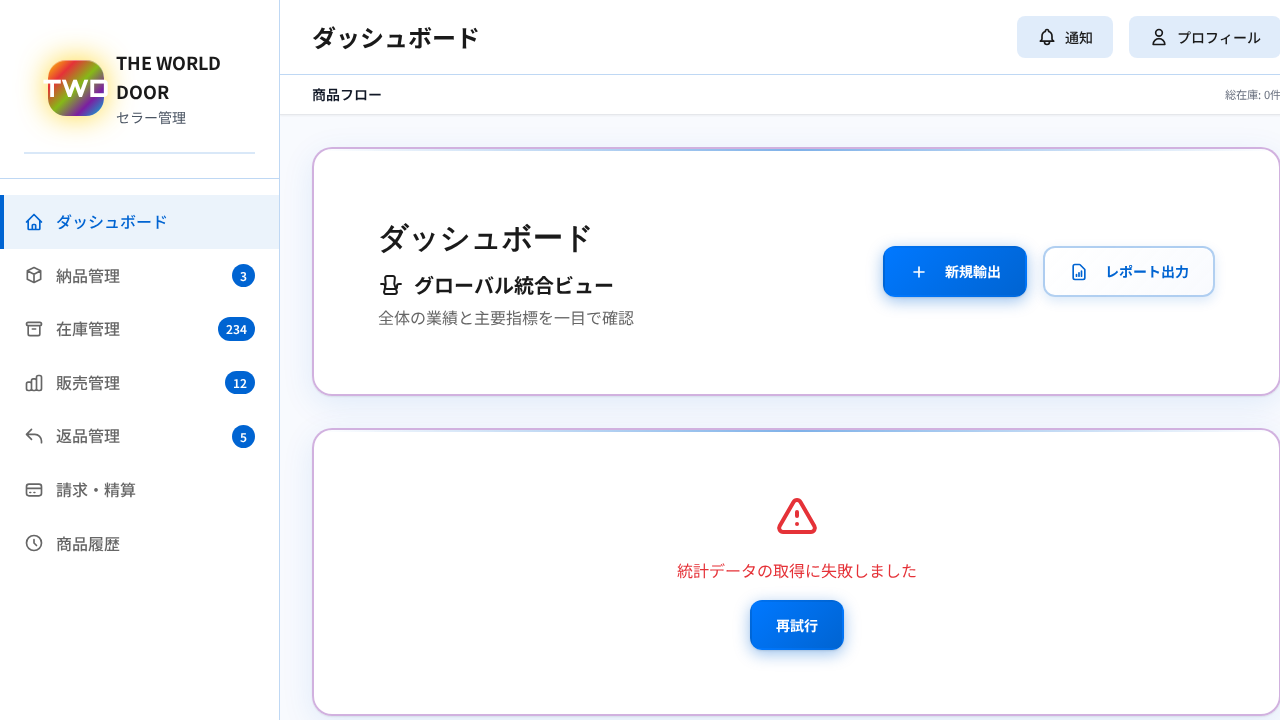 TWD
THE WORLD
DOOR
セラー管理
ダッシュボード
納品管理
3
在庫管理
234
販売管理
12
返品管理
5
請求・精算
商品履歴
ダッシュボード
通知
プロフィール
商品フロー
総在庫: 0件
ダッシュボード
グローバル統合ビュー
全体の業績と主要指標を一目で確認
新規輸出
レポート出力
統計データの取得に失敗しました
再試行